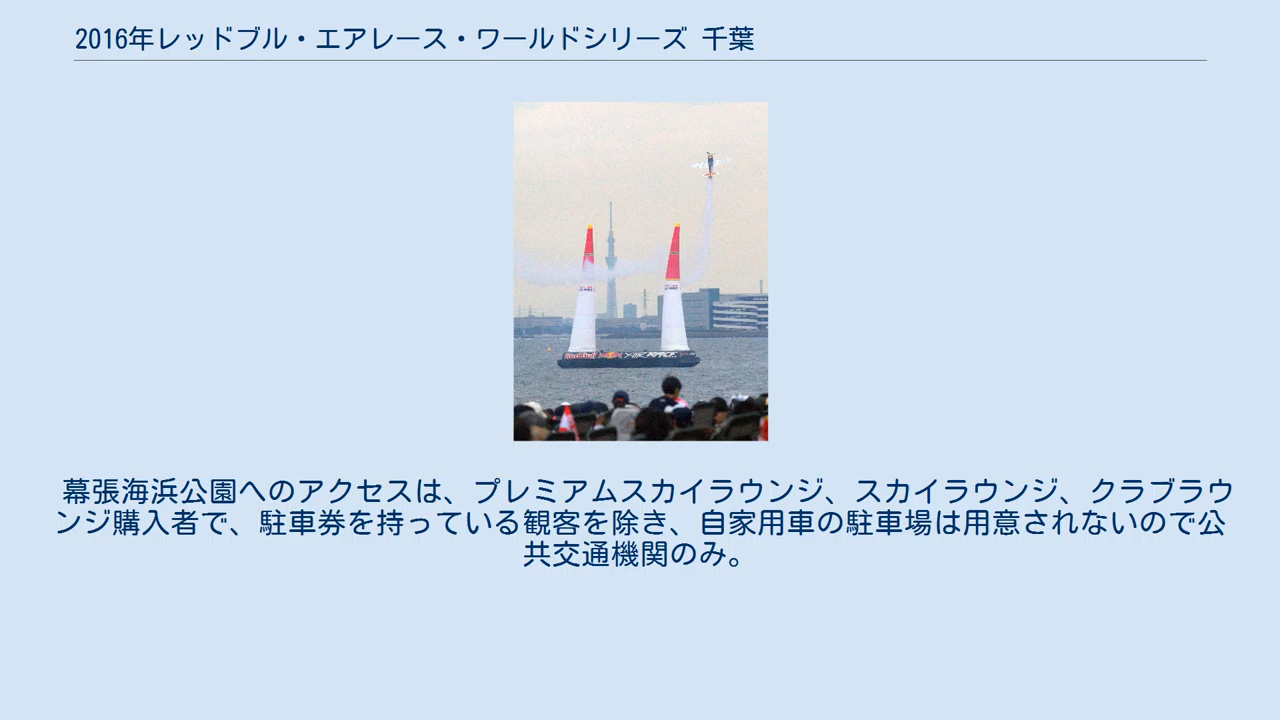 2016年レッドブル・エアレース・ワールドシリーズ 千葉
幕張海浜公園へのアクセスは、プレミアムスカイラウンジ、スカイラウンジ、クラブラウ
ンジ購入者で、駐車券を持っている観客を除き、自家用車の駐車場は用意されないので公
共交通機関のみ。